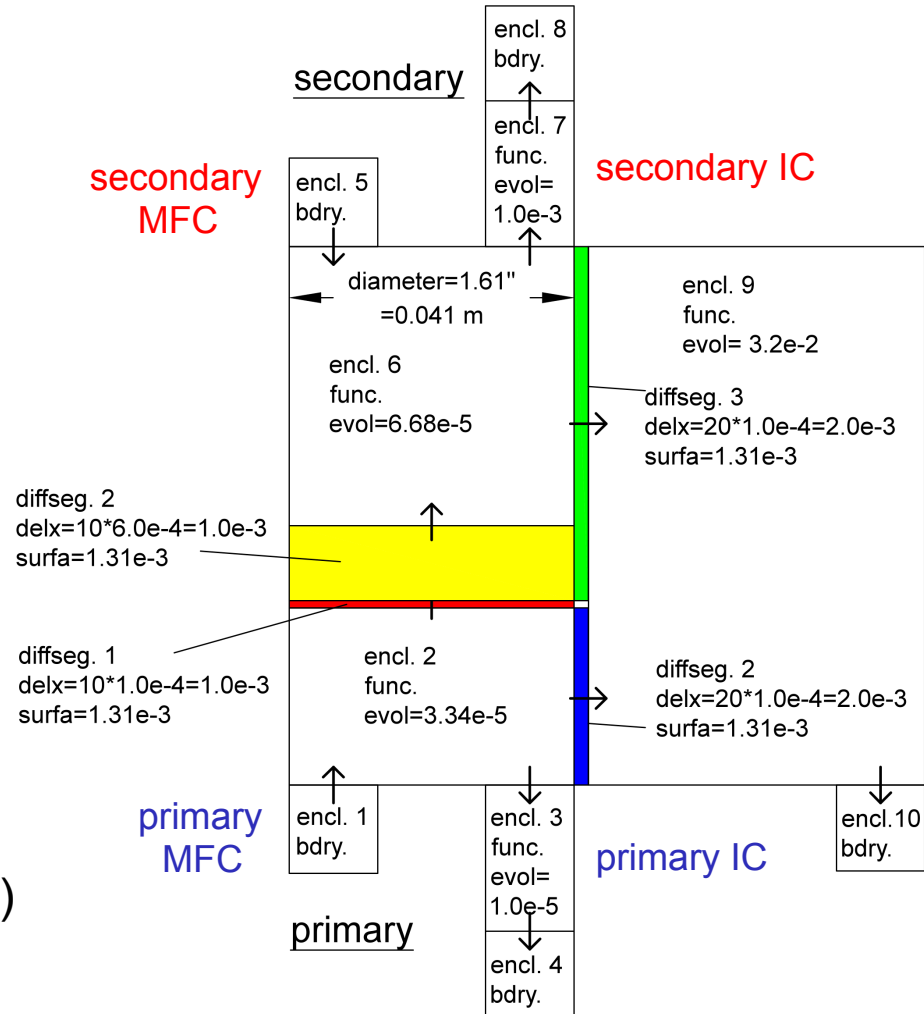 encl. 8
bdry.
secondary
encl. 7
func.
evol=
1.0e-3
secondary
MFC
encl. 5
bdry.
secondary IC
diameter=1.61"
=0.041 m
encl. 9
func.
evol= 3.2e-2
encl. 6
func.
evol=6.68e-5
diffseg. 3
delx=20*1.0e-4=2.0e-3
surfa=1.31e-3
diffseg. 2
delx=10*6.0e-4=1.0e-3
surfa=1.31e-3
diffseg. 1
delx=10*1.0e-4=1.0e-3
surfa=1.31e-3
encl. 2
func.
evol=3.34e-5
diffseg. 2
delx=20*1.0e-4=2.0e-3
surfa=1.31e-3
primary
MFC
encl. 1
bdry.
encl. 3
func.
evol=
1.0e-5
primary IC
encl.10
bdry.
)
primary
encl. 4
bdry.